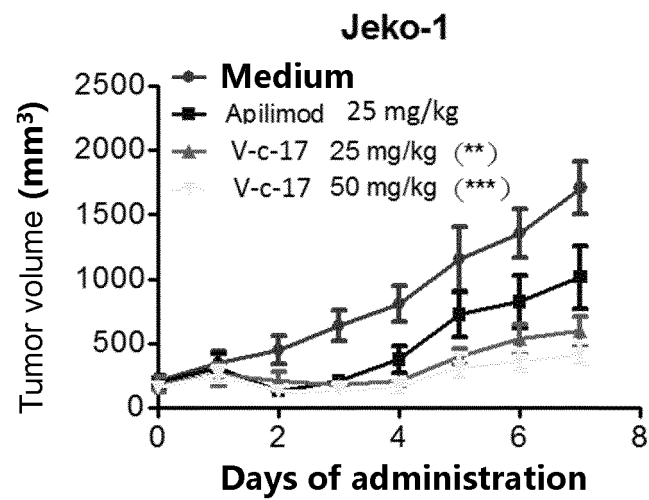 Jeko-1
Medium
Apilimod 25 mg/kg
V-c-17 25 mg/kg (**)
V-c-17 50 mg/kg (***)
Tumor volume (mm³)
2500
2000
1500
1000
500
0
0 2 4 6 8
Days of administration